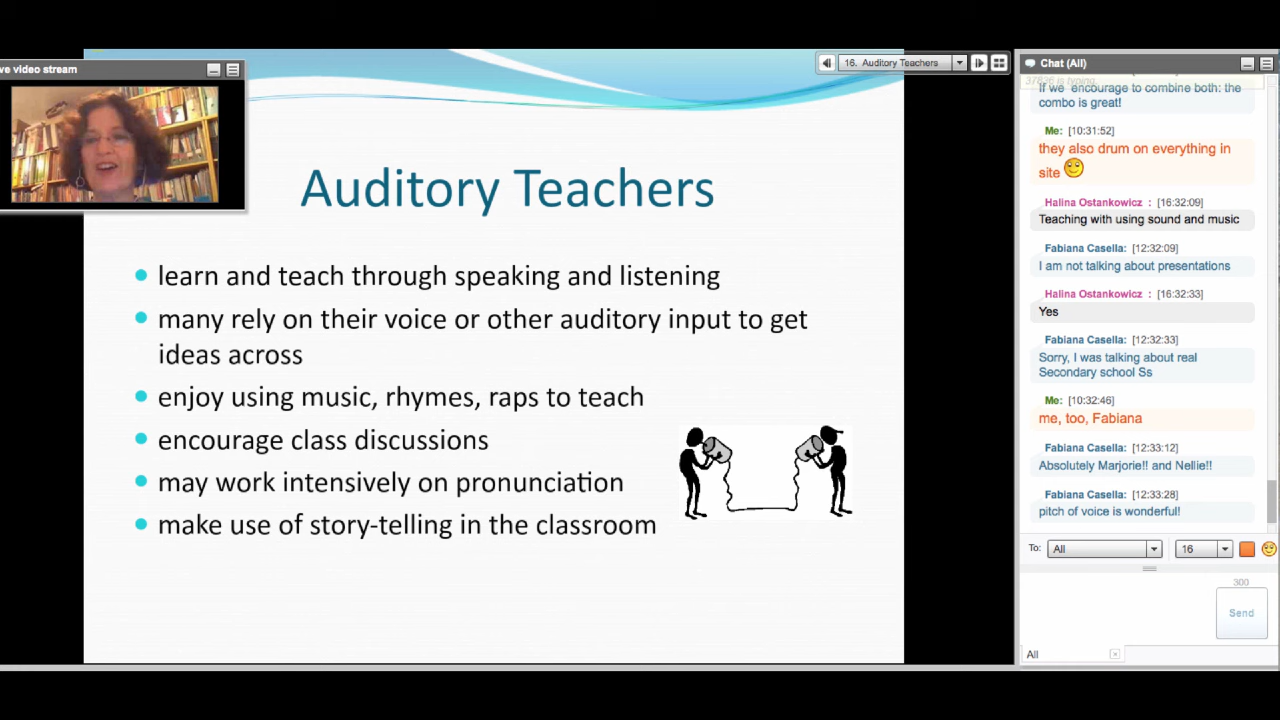 ve video stream
16. Auditory Teachers
Auditory Teachers
learn and teach through speaking and listening
many rely on their voice or other auditory input to get
ideas across
enjoy using music, rhymes, raps to teach
encourage class discussions
may work intensively on pronunciation
make use of story-telling in the classroom
Chat (All)
37836 is typing.
If we encourage to combine both: the
combo is great!
Me: [10:31:52]
they also drum on everything in
site
Halina Ostankowicz : [16:32:09]
Teaching with using sound and music
Fabiana Casella: [12:32:09]
I am not talking about presentations
Halina Ostankowicz : [16:32:33]
Yes
Fabiana Casella: [12:32:33]
Sorry, I was talking about real
Secondary school Ss
Me: [10:32:46]
me, too, Fabiana
Fabiana Casella: [12:33:12]
Absolutely Marjorie!! and Nellie!!
Fabiana Casella: [12:33:28]
pitch of voice is wonderful!
To: All 16
300
Send
All